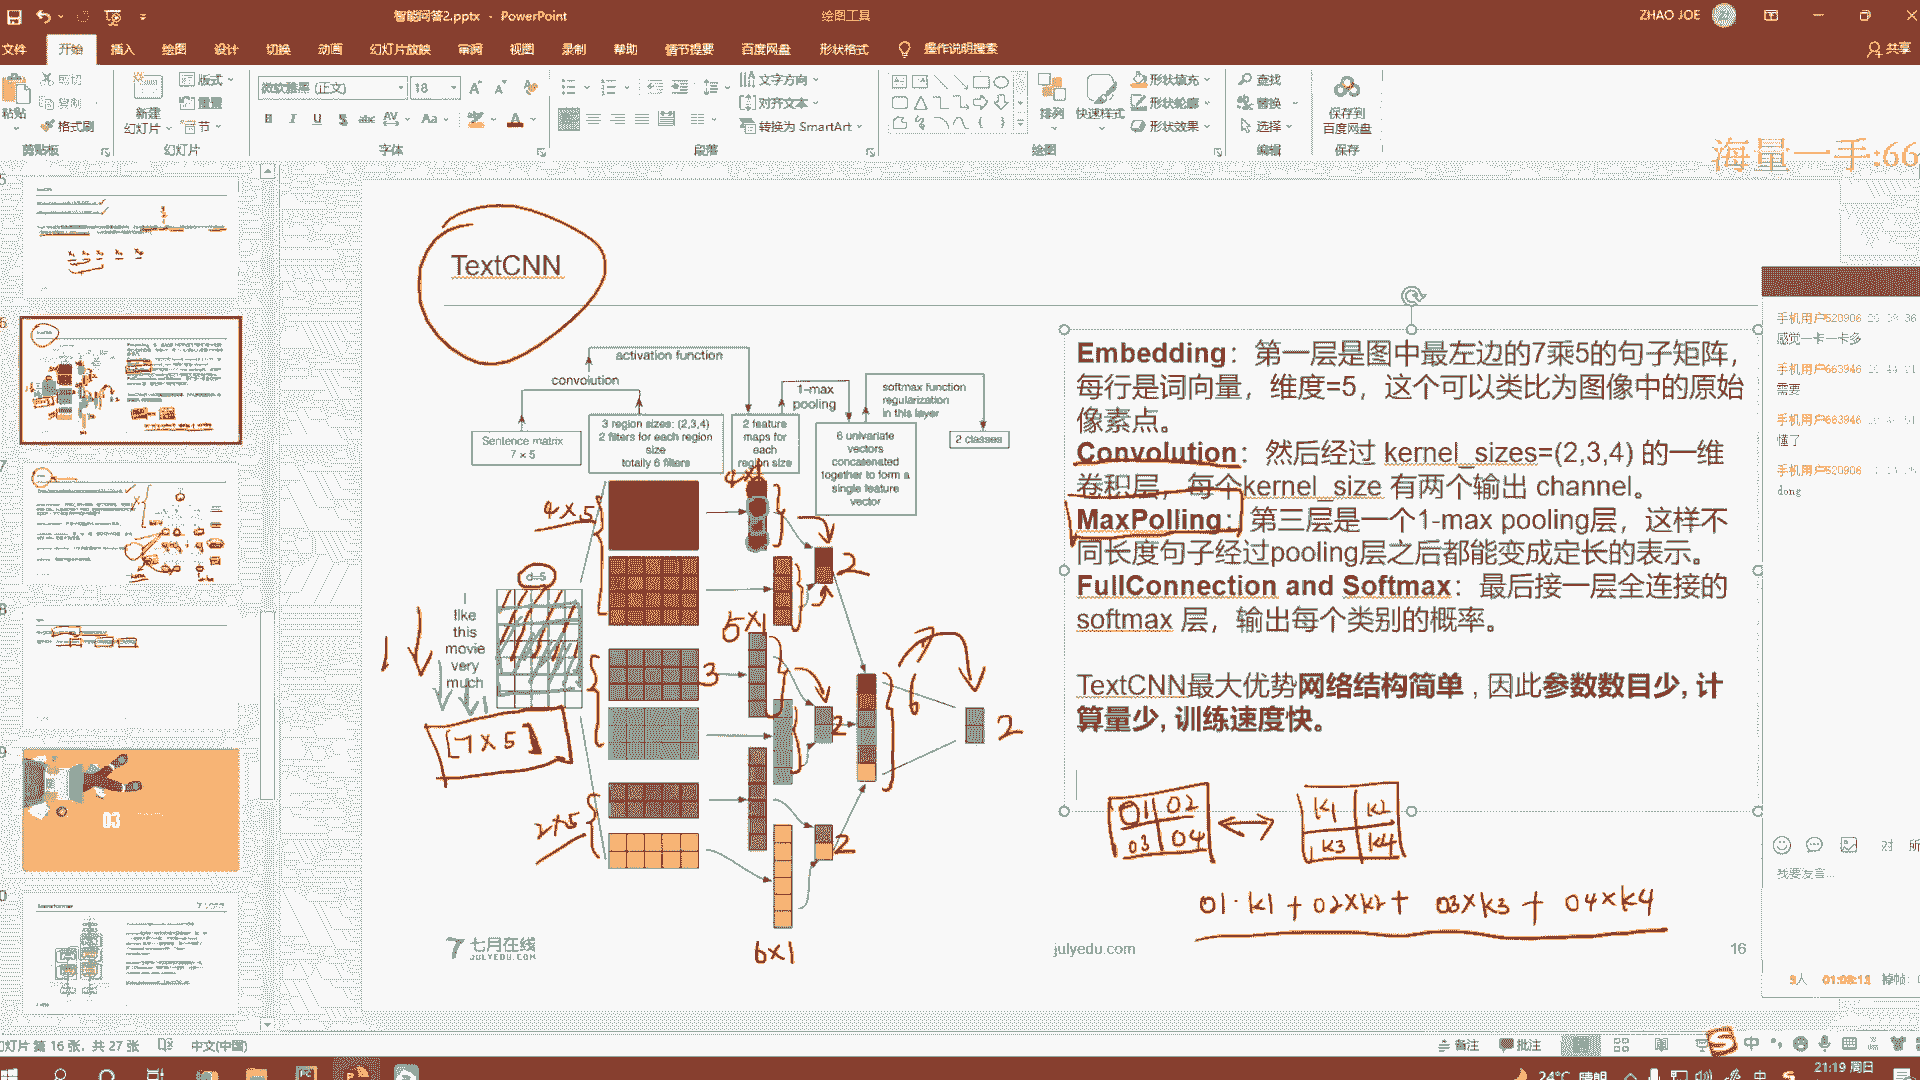 智能问答2.pptx - PowerPoint
绘图工具
ZHAO JOE
文件 开始 插入 绘图 设计 切换 动画 幻灯片放映 审阅 视图 录制 帮助 情节提要 百度网盘 形状格式 操作说明搜索
共享
剪切
复制
格式刷
粘贴
新建
幻灯片
版式
重置
节
微软雅黑 (正文) 18
文字方向
对齐文本
转换为 SmartArt
排列
快速样式
形状填充
形状轮廓
形状效果
查找
替换
选择
保存到
百度网盘
剪贴板 幻灯片 字体 段落 绘图 编辑 保存
海量一手:66
TextCNN
activation function
convolution
1-max
pooling
softmax function
regularization
in this layer
Sentence matrix
7 × 5
3 region sizes: (2,3,4)
2 filters for each region
size
totally 6 filters
2 feature
maps for
each
region size
6 univariate
vectors
concatenated
together to form a
single feature
vector
2 classes
d=5
I
like
this
movie
very
much
4×5
4×1
2
5×1
3
1
[7×5]
2
6
2
2×5
2
6×1
Embedding：第一层是图中最左边的7乘5的句子矩阵，
每行是词向量，维度=5，这个可以类比为图像中的原始
像素点。
Convolution：然后经过 kernel_sizes=(2,3,4) 的一维
卷积层，每个kernel_size 有两个输出 channel。
MaxPolling：第三层是一个1-max pooling层，这样不
同长度句子经过pooling层之后都能变成定长的表示。
FullConnection and Softmax：最后接一层全连接的
softmax 层，输出每个类别的概率。
TextCNN最大优势网络结构简单，因此参数数目少, 计
算量少, 训练速度快。
O1 O2
O3 O4
K1 K2
K3 K4
O1·K1+O2×K2+ O3×K3 + O4×K4
七月在线
JULYEDU.COM
julyedu.com
16
手机用户520906
感觉一卡一卡多
手机用户663946
需要
手机用户663946
懂了
手机用户520906
dong
我要发言...
03
幻灯片 第 16 张，共 27 张
中文(中国)
备注
批注
中
24°C 晴朗
21:19 周日